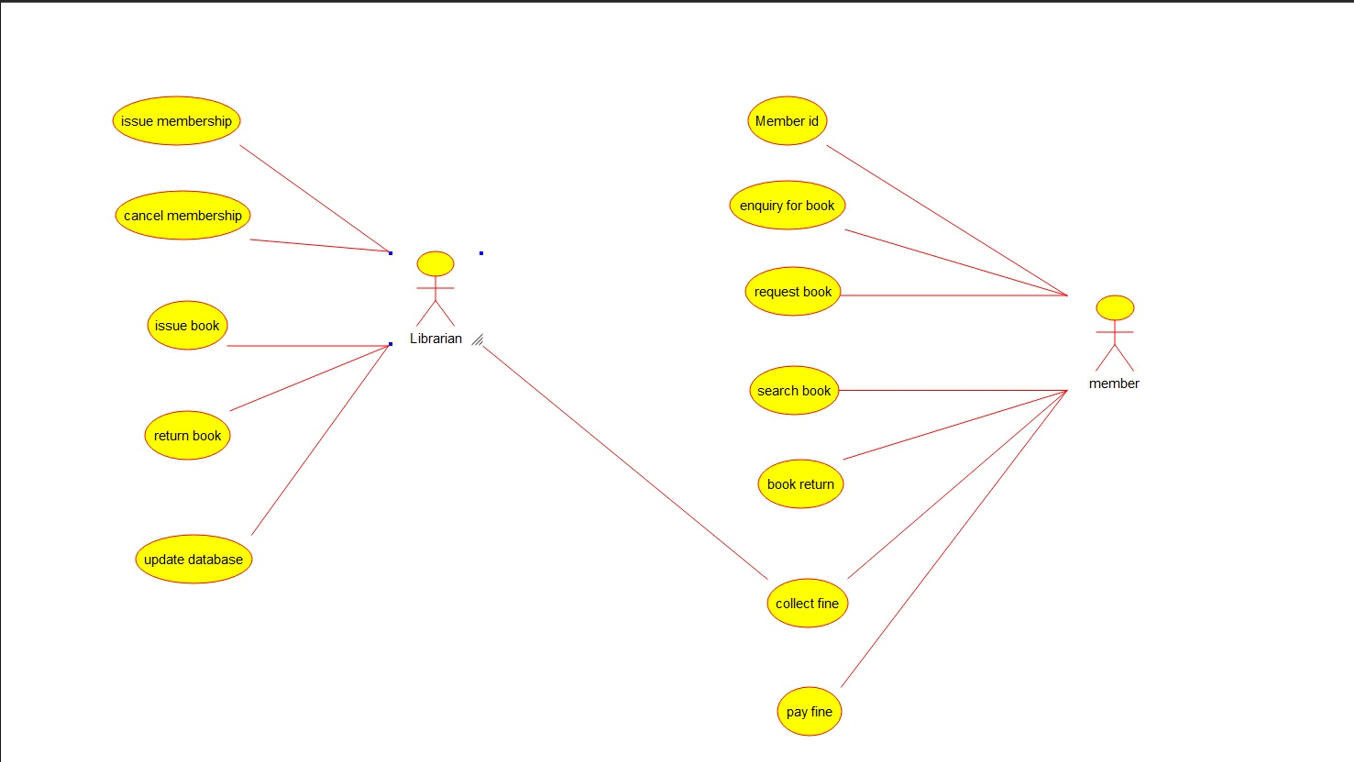 issue membership
cancel membership
issue book
return book
update database
Librarian
Member id
enquiry for book
request book
search book
book return
collect fine
pay fine
member